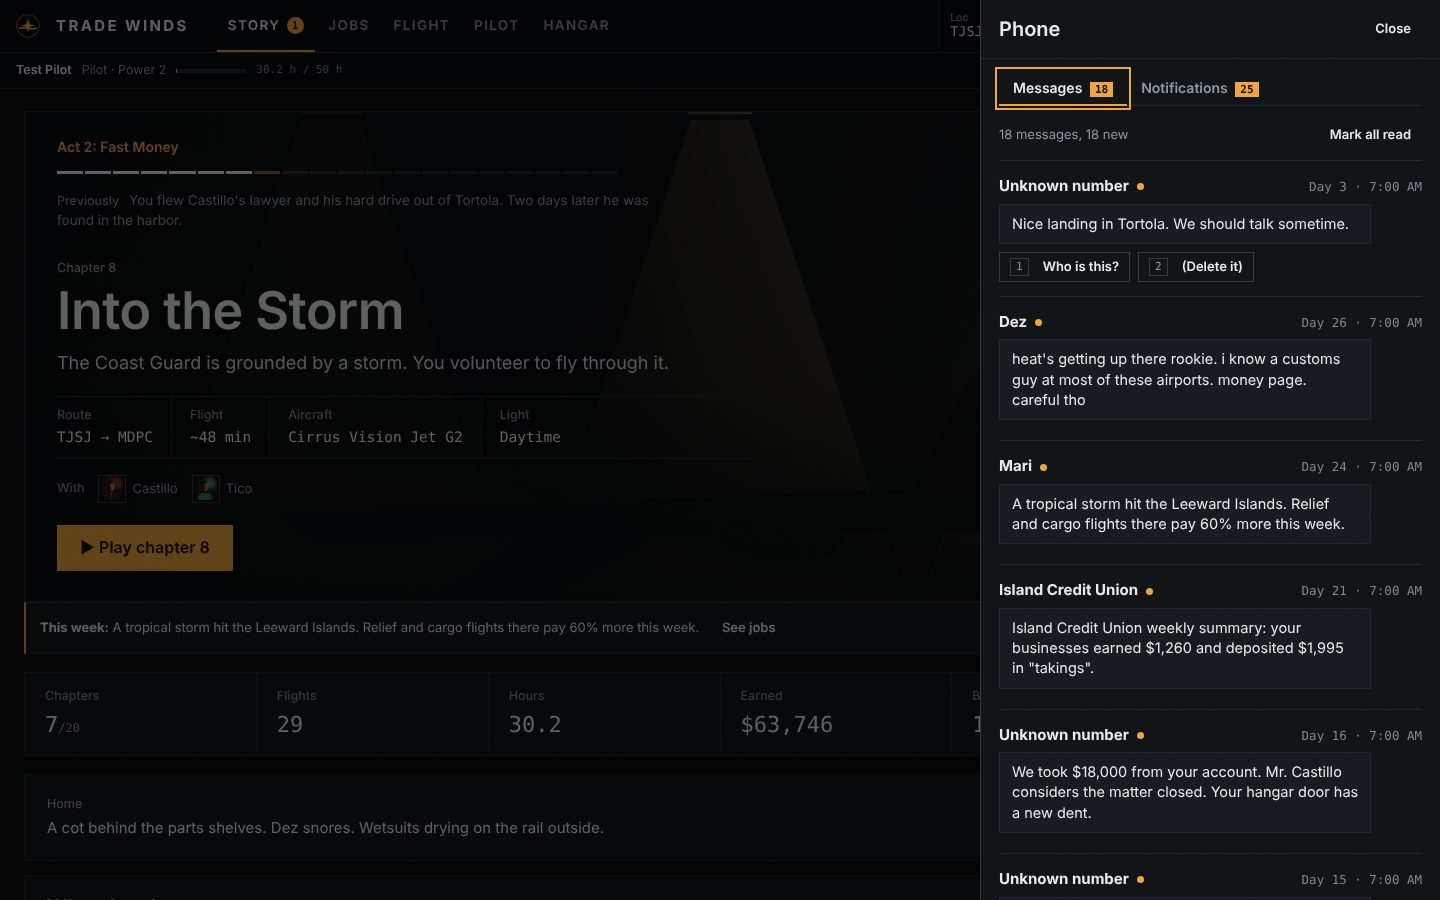 TRADE WINDS
STORY 1
JOBS
FLIGHT
PILOT
HANGAR
Loc
TJSJ
Test Pilot Pilot · Power 2 30.2 h / 50 h
Act 2: Fast Money
Previously You flew Castillo's lawyer and his hard drive out of Tortola. Two days later he was
found in the harbor.
Chapter 8
Into the Storm
The Coast Guard is grounded by a storm. You volunteer to fly through it.
Route
TJSJ → MDPC
Flight
~48 min
Aircraft
Cirrus Vision Jet G2
Light
Daytime
With Castillo Tico
▶ Play chapter 8
This week: A tropical storm hit the Leeward Islands. Relief and cargo flights there pay 60% more this week. See jobs
Chapters
7/20
Flights
29
Hours
30.2
Earned
$63,746
Home
A cot behind the parts shelves. Dez snores. Wetsuits drying on the rail outside.
Phone
Close
Messages 18
Notifications 25
18 messages, 18 new
Mark all read
Unknown number Day 3 · 7:00 AM
Nice landing in Tortola. We should talk sometime.
1 Who is this?
2 (Delete it)
Dez Day 26 · 7:00 AM
heat's getting up there rookie. i know a customs
guy at most of these airports. money page.
careful tho
Mari Day 24 · 7:00 AM
A tropical storm hit the Leeward Islands. Relief
and cargo flights there pay 60% more this week.
Island Credit Union Day 21 · 7:00 AM
Island Credit Union weekly summary: your
businesses earned $1,260 and deposited $1,995
in "takings".
Unknown number Day 16 · 7:00 AM
We took $18,000 from your account. Mr. Castillo
considers the matter closed. Your hangar door has
a new dent.
Unknown number Day 15 · 7:00 AM